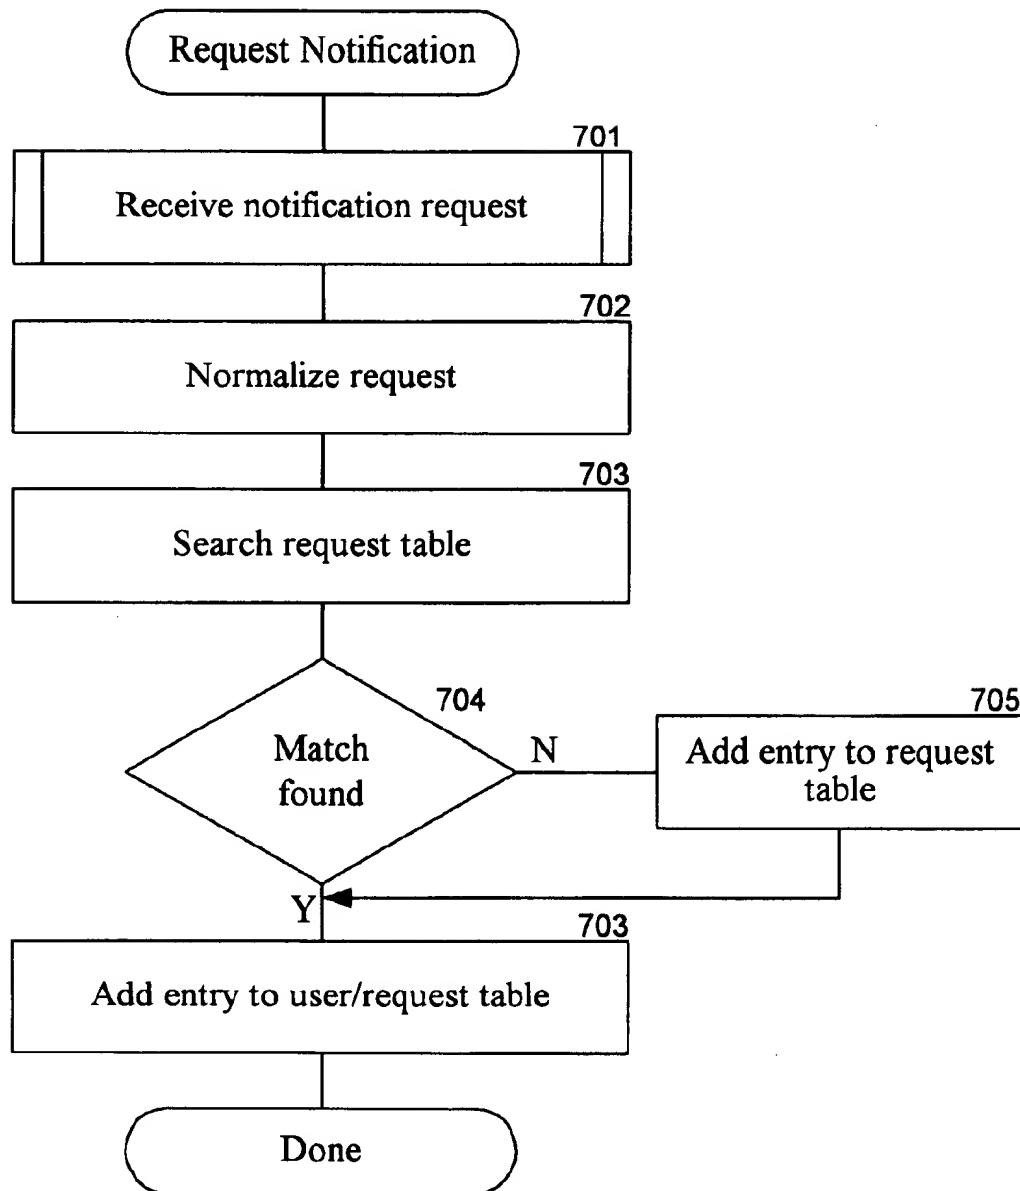 Request Notification
701
Receive notification request
702
Normalize request
703
Search request table
704
Match
found
N
705
Add entry to request
table
Y
703
Add entry to user/request table
Done